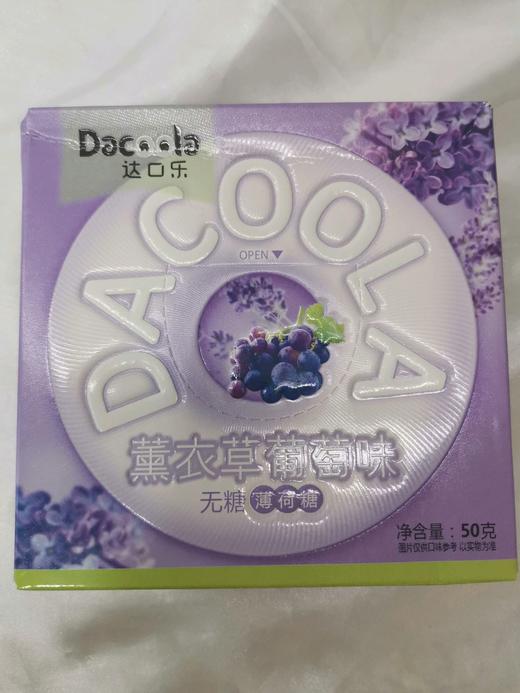 Dacoola
达口乐
DACOOLA
OPEN ▼
薰衣草葡萄味
无糖 薄荷糖
净含量：50克
图片仅供口味参考 以实物为准